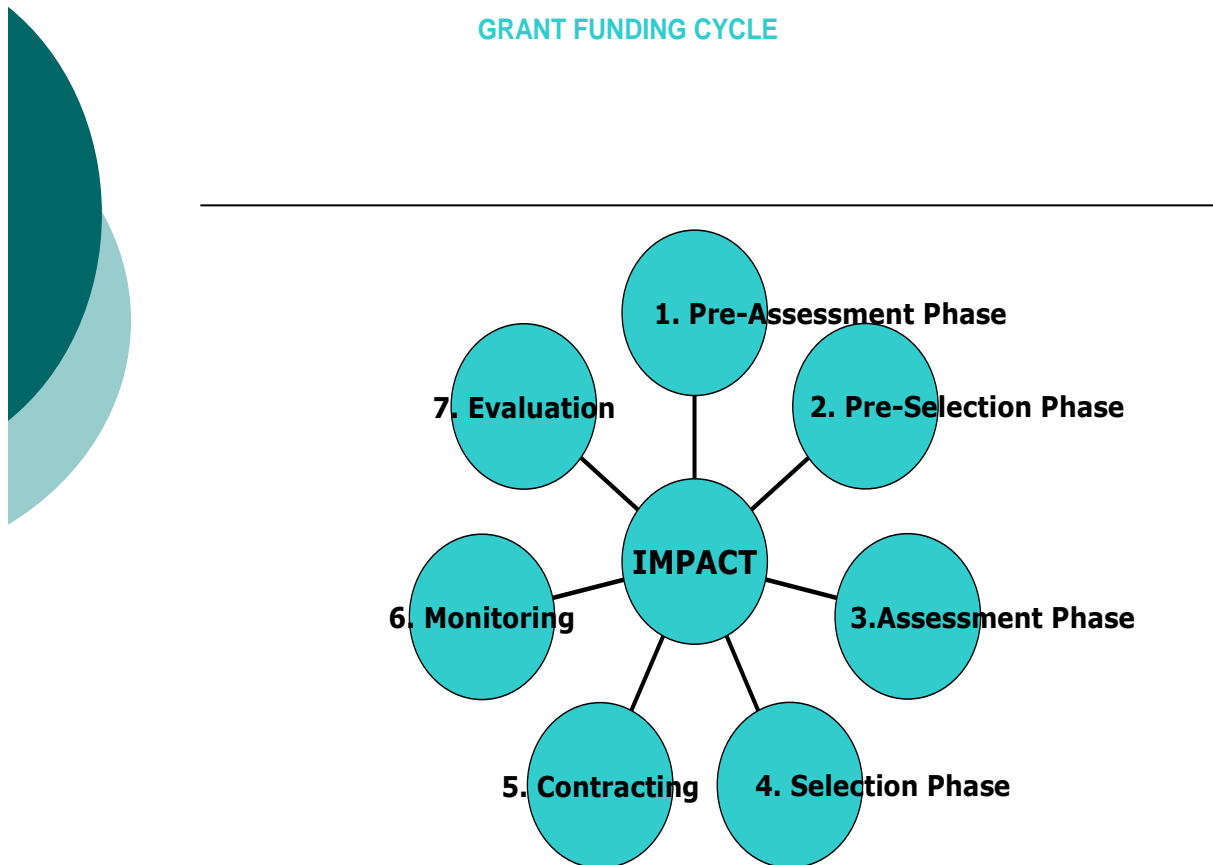 GRANT FUNDING CYCLE
1. Pre-Assessment Phase
2. Pre-Selection Phase
3.Assessment Phase
4. Selection Phase
5. Contracting
6. Monitoring
7. Evaluation
IMPACT